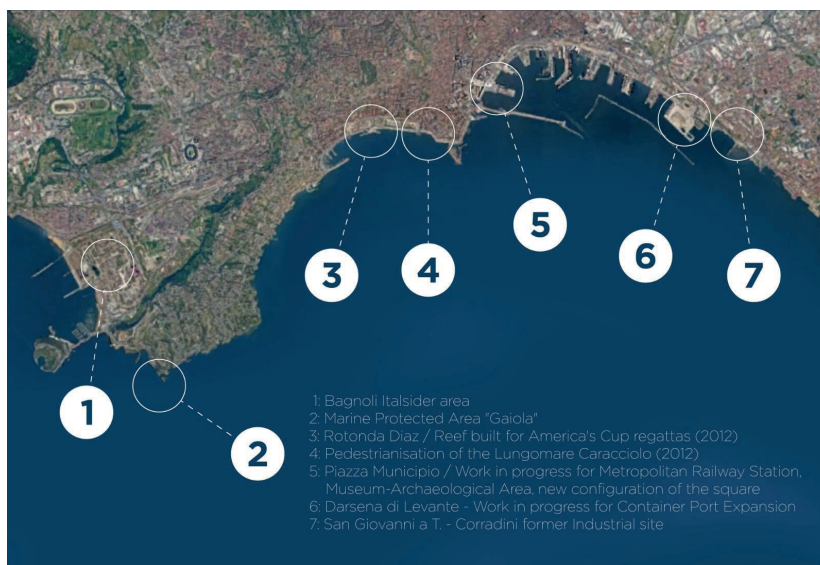 3
4
5
6
7
1
2
1: Bagnoli Italsider area
2: Marine Protected Area "Gaiola"
3: Rotonda Diaz / Reef built for America's Cup regattas (2012)
4: Pedestrianisation of the Lungomare Caracciolo (2012)
5: Piazza Municipio / Work in progress for Metropolitan Railway Station,
Museum-Archaeological Area, new configuration of the square
6: Darsena di Levante - Work in progress for Container Port Expansion
7: San Giovanni a T. - Corradini former Industrial site